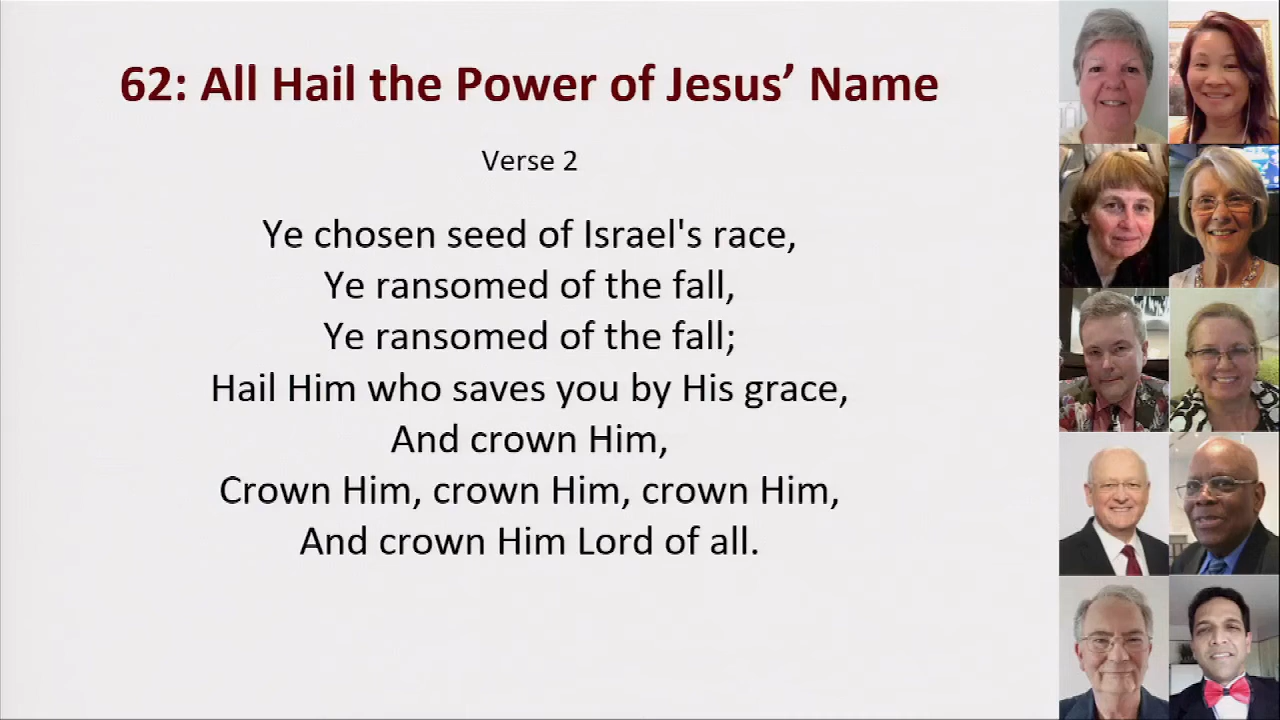 62: All Hail the Power of Jesus’ Name
Verse 2
Ye chosen seed of Israel's race,
Ye ransomed of the fall,
Ye ransomed of the fall;
Hail Him who saves you by His grace,
And crown Him,
Crown Him, crown Him, crown Him,
And crown Him Lord of all.